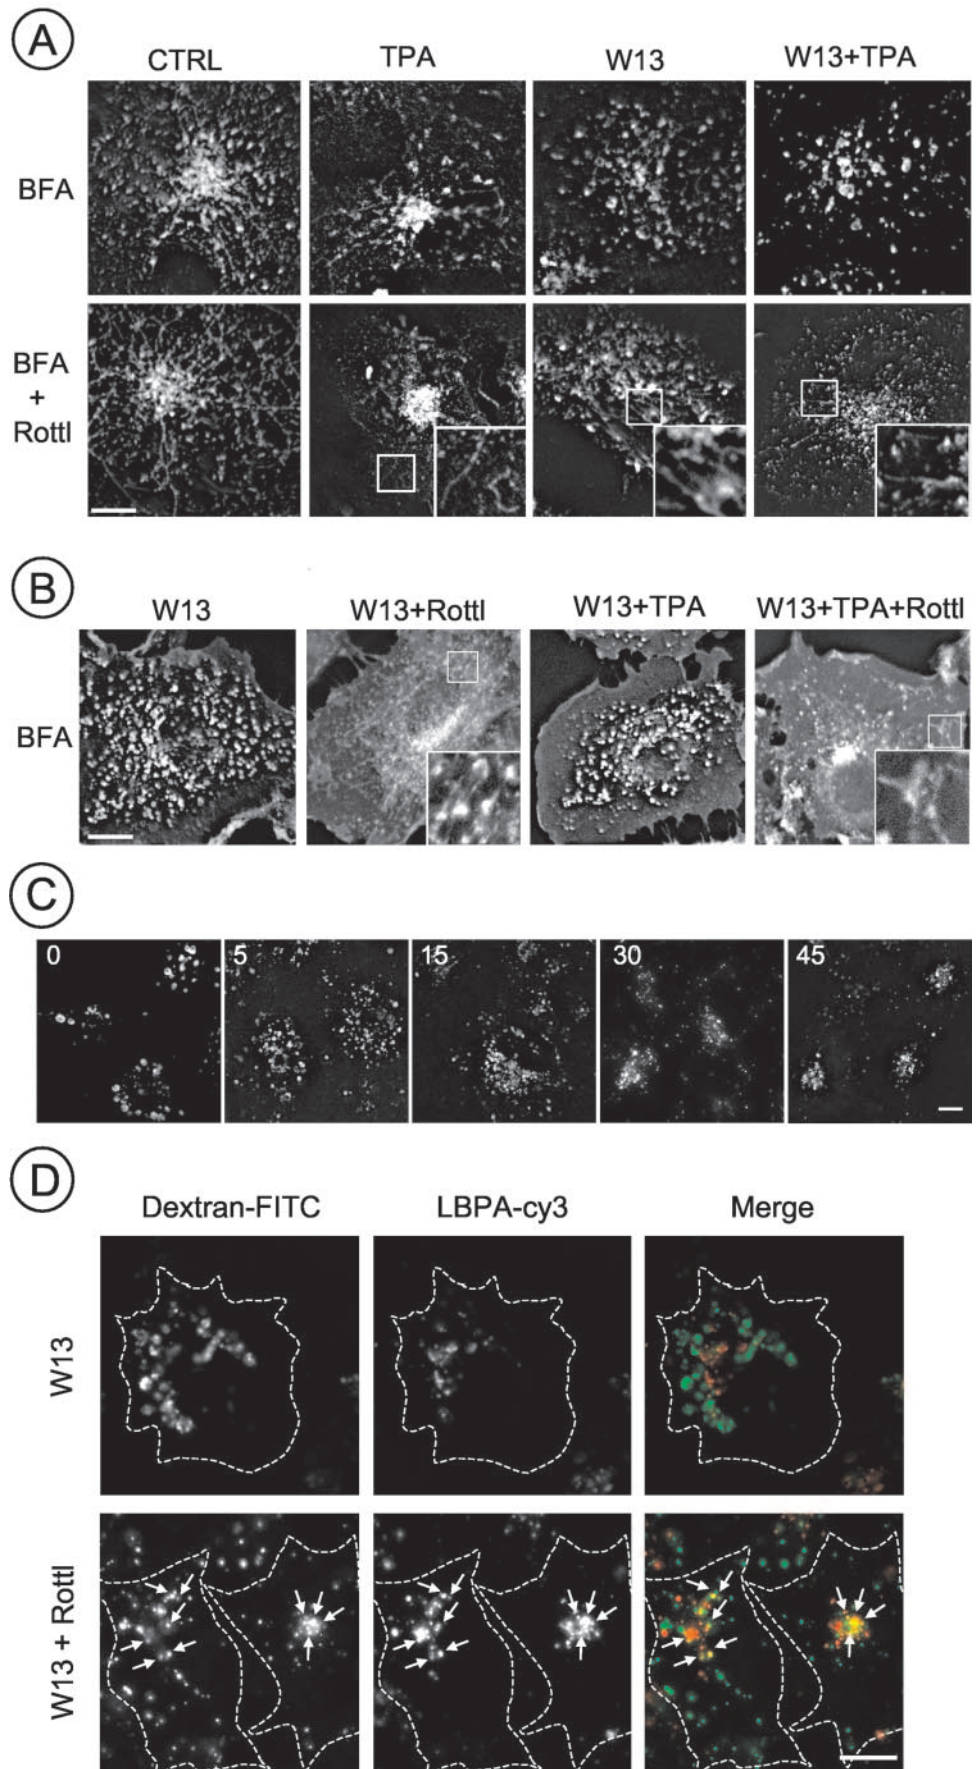 A
CTRL TPA W13 W13+TPA
BFA
BFA
+
Rottl
B
W13 W13+Rottl W13+TPA W13+TPA+Rottl
BFA
C
0 5 15 30 45
D
Dextran-FITC LBPA-cy3 Merge
W13
W13 + Rottl